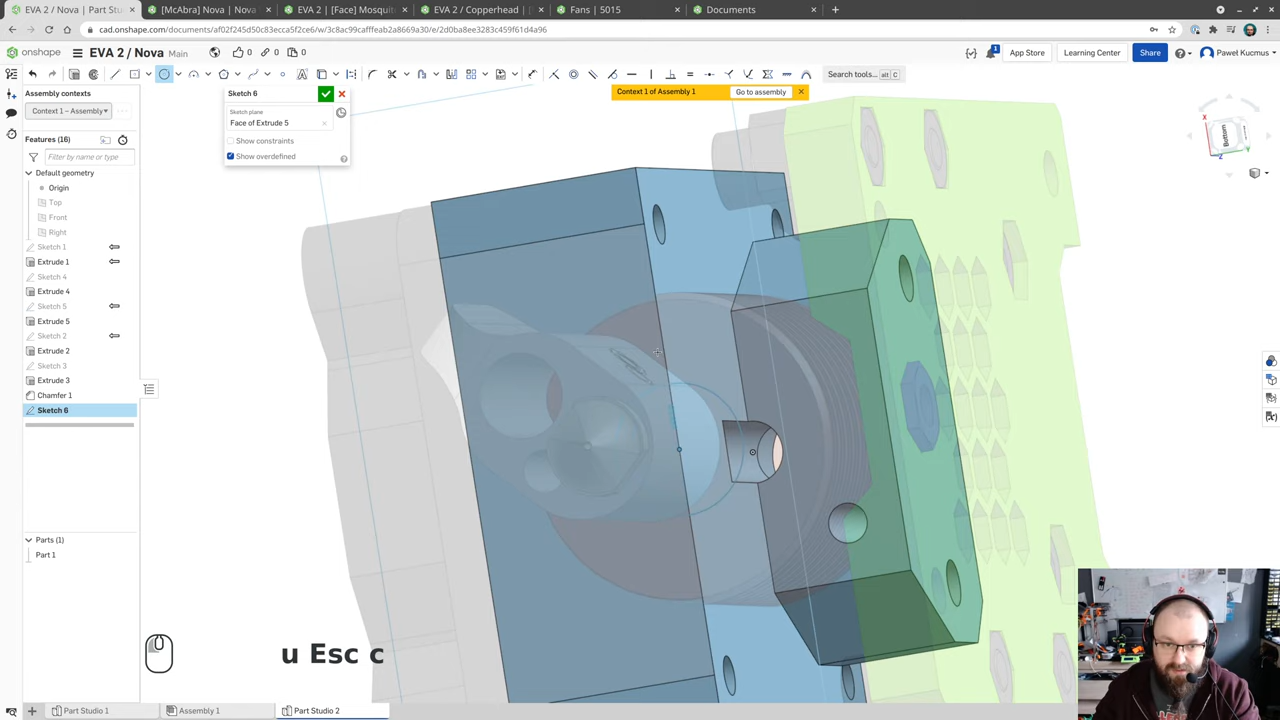 EVA 2 / Nova | Part Studi
[McAbra] Nova | Sketch
EVA 2 | [Face] Mosquit
EVA 2 / Copperhead |
Fans | 5015
Documents
cad.onshape.com/documents/af02f245d50c83ecca5f2ce6/w/3c8ac99cafffeab2a8669a30/e/2d0ba8ee3283c459f61d4a96
onshape
EVA 2 / Nova Main
0
0
0
1
App Store
Learning Center
Share
Paweł Kucmus
Search tools...
alt C
Assembly contexts
Context 1 – Assembly
Features (16)
Filter by name or type
Default geometry
Origin
Top
Front
Right
Sketch 1
Extrude 1
Sketch 4
Extrude 4
Sketch 5
Extrude 5
Sketch 2
Extrude 2
Sketch 3
Extrude 3
Chamfer 1
Sketch 6
Parts (1)
Part 1
Sketch 6
Sketch plane
Face of Extrude 5
Show constraints
Show overdefined
Context 1 of Assembly 1
Go to assembly
Bottom
X
Y
Z
u Esc c
Part Studio 1
Assembly 1
Part Studio 2